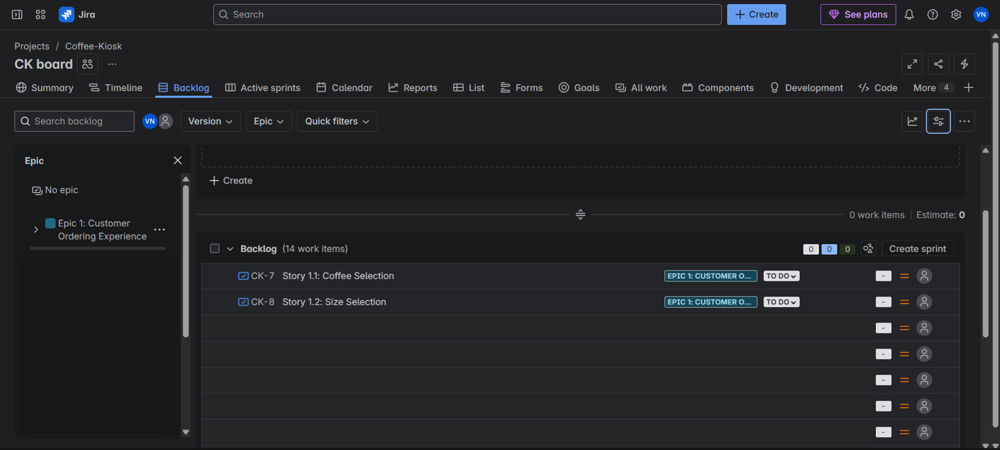 Jira
Search
Create
See plans
VN
Projects / Coffee-Kiosk
CK board
Summary
Timeline
Backlog
Active sprints
Calendar
Reports
List
Forms
Goals
All work
Components
Development
Code
More 4
Search backlog
VN
Version
Epic
Quick filters
Epic
No epic
Epic 1: Customer
Ordering Experience
Create
0 work items
Estimate: 0
Backlog (14 work items)
0 0 0
Create sprint
CK-7 Story 1.1: Coffee Selection EPIC 1: CUSTOMER O... TO DO -
CK-8 Story 1.2: Size Selection EPIC 1: CUSTOMER O... TO DO -
-
-
-
-
-